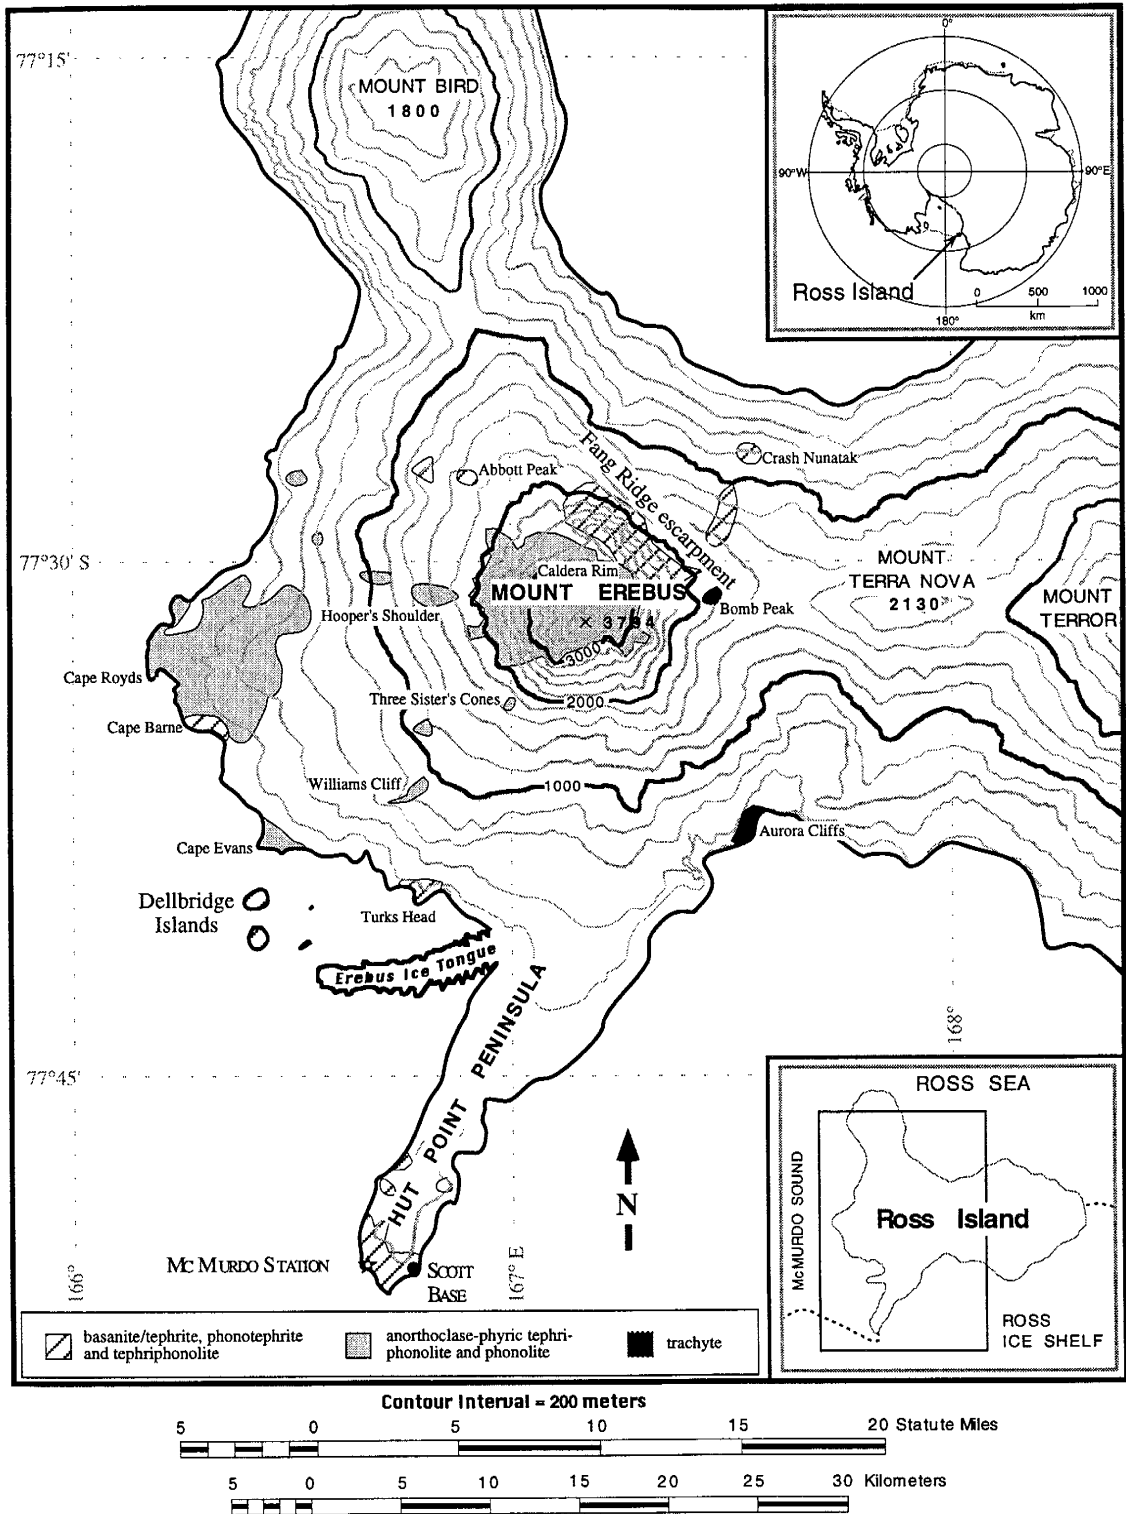 77°15'
MOUNT BIRD
1800
0°
90°W
90°E
Ross Island
0 500 1000
km
180°
Fang Ridge escarpment
Crash Nunatak
Abbott Peak
77°30' S
Caldera Rim
MOUNT EREBUS
× 3794
3000
2000
1000
Bomb Peak
MOUNT
TERRA NOVA
2130
MOUNT
TERROR
Hooper's Shoulder
Cape Royds
Three Sister's Cones
Cape Barne
Williams Cliff
Aurora Cliffs
Cape Evans
Dellbridge
Islands
Turks Head
Erebus Ice Tongue
HUT POINT PENINSULA
168°
77°45'
N
MCMURDO STATION
SCOTT
BASE
166°
167° E
ROSS SEA
McMURDO SOUND
Ross Island
ROSS
ICE SHELF
basanite/tephrite, phonotephrite
and tephriphonolite
anorthoclase-phyric tephri-
phonolite and phonolite
trachyte
Contour Interval = 200 meters
5 0 5 10 15 20 Statute Miles
5 0 5 10 15 20 25 30 Kilometers